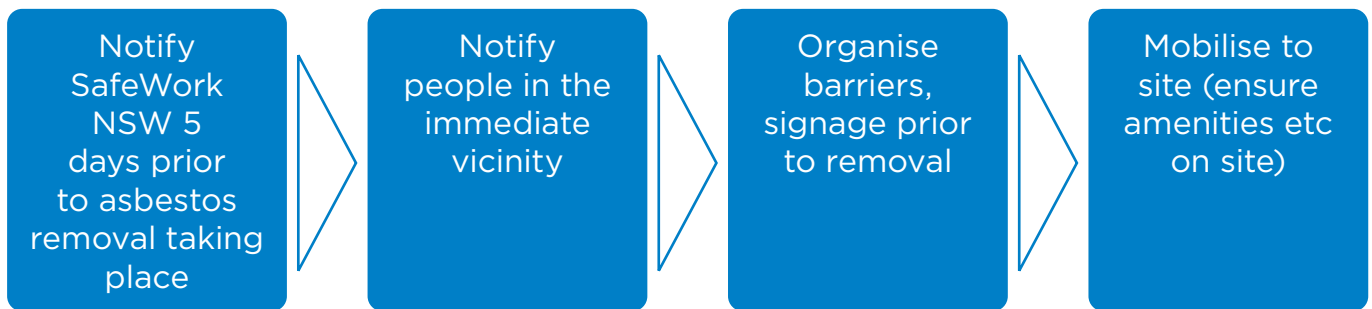 Notify
SafeWork
NSW 5
days prior
to asbestos
removal taking
place
Notify
people in the
immediate
vicinity
Organise
barriers,
signage prior
to removal
Mobilise to
site (ensure
amenities etc
on site)